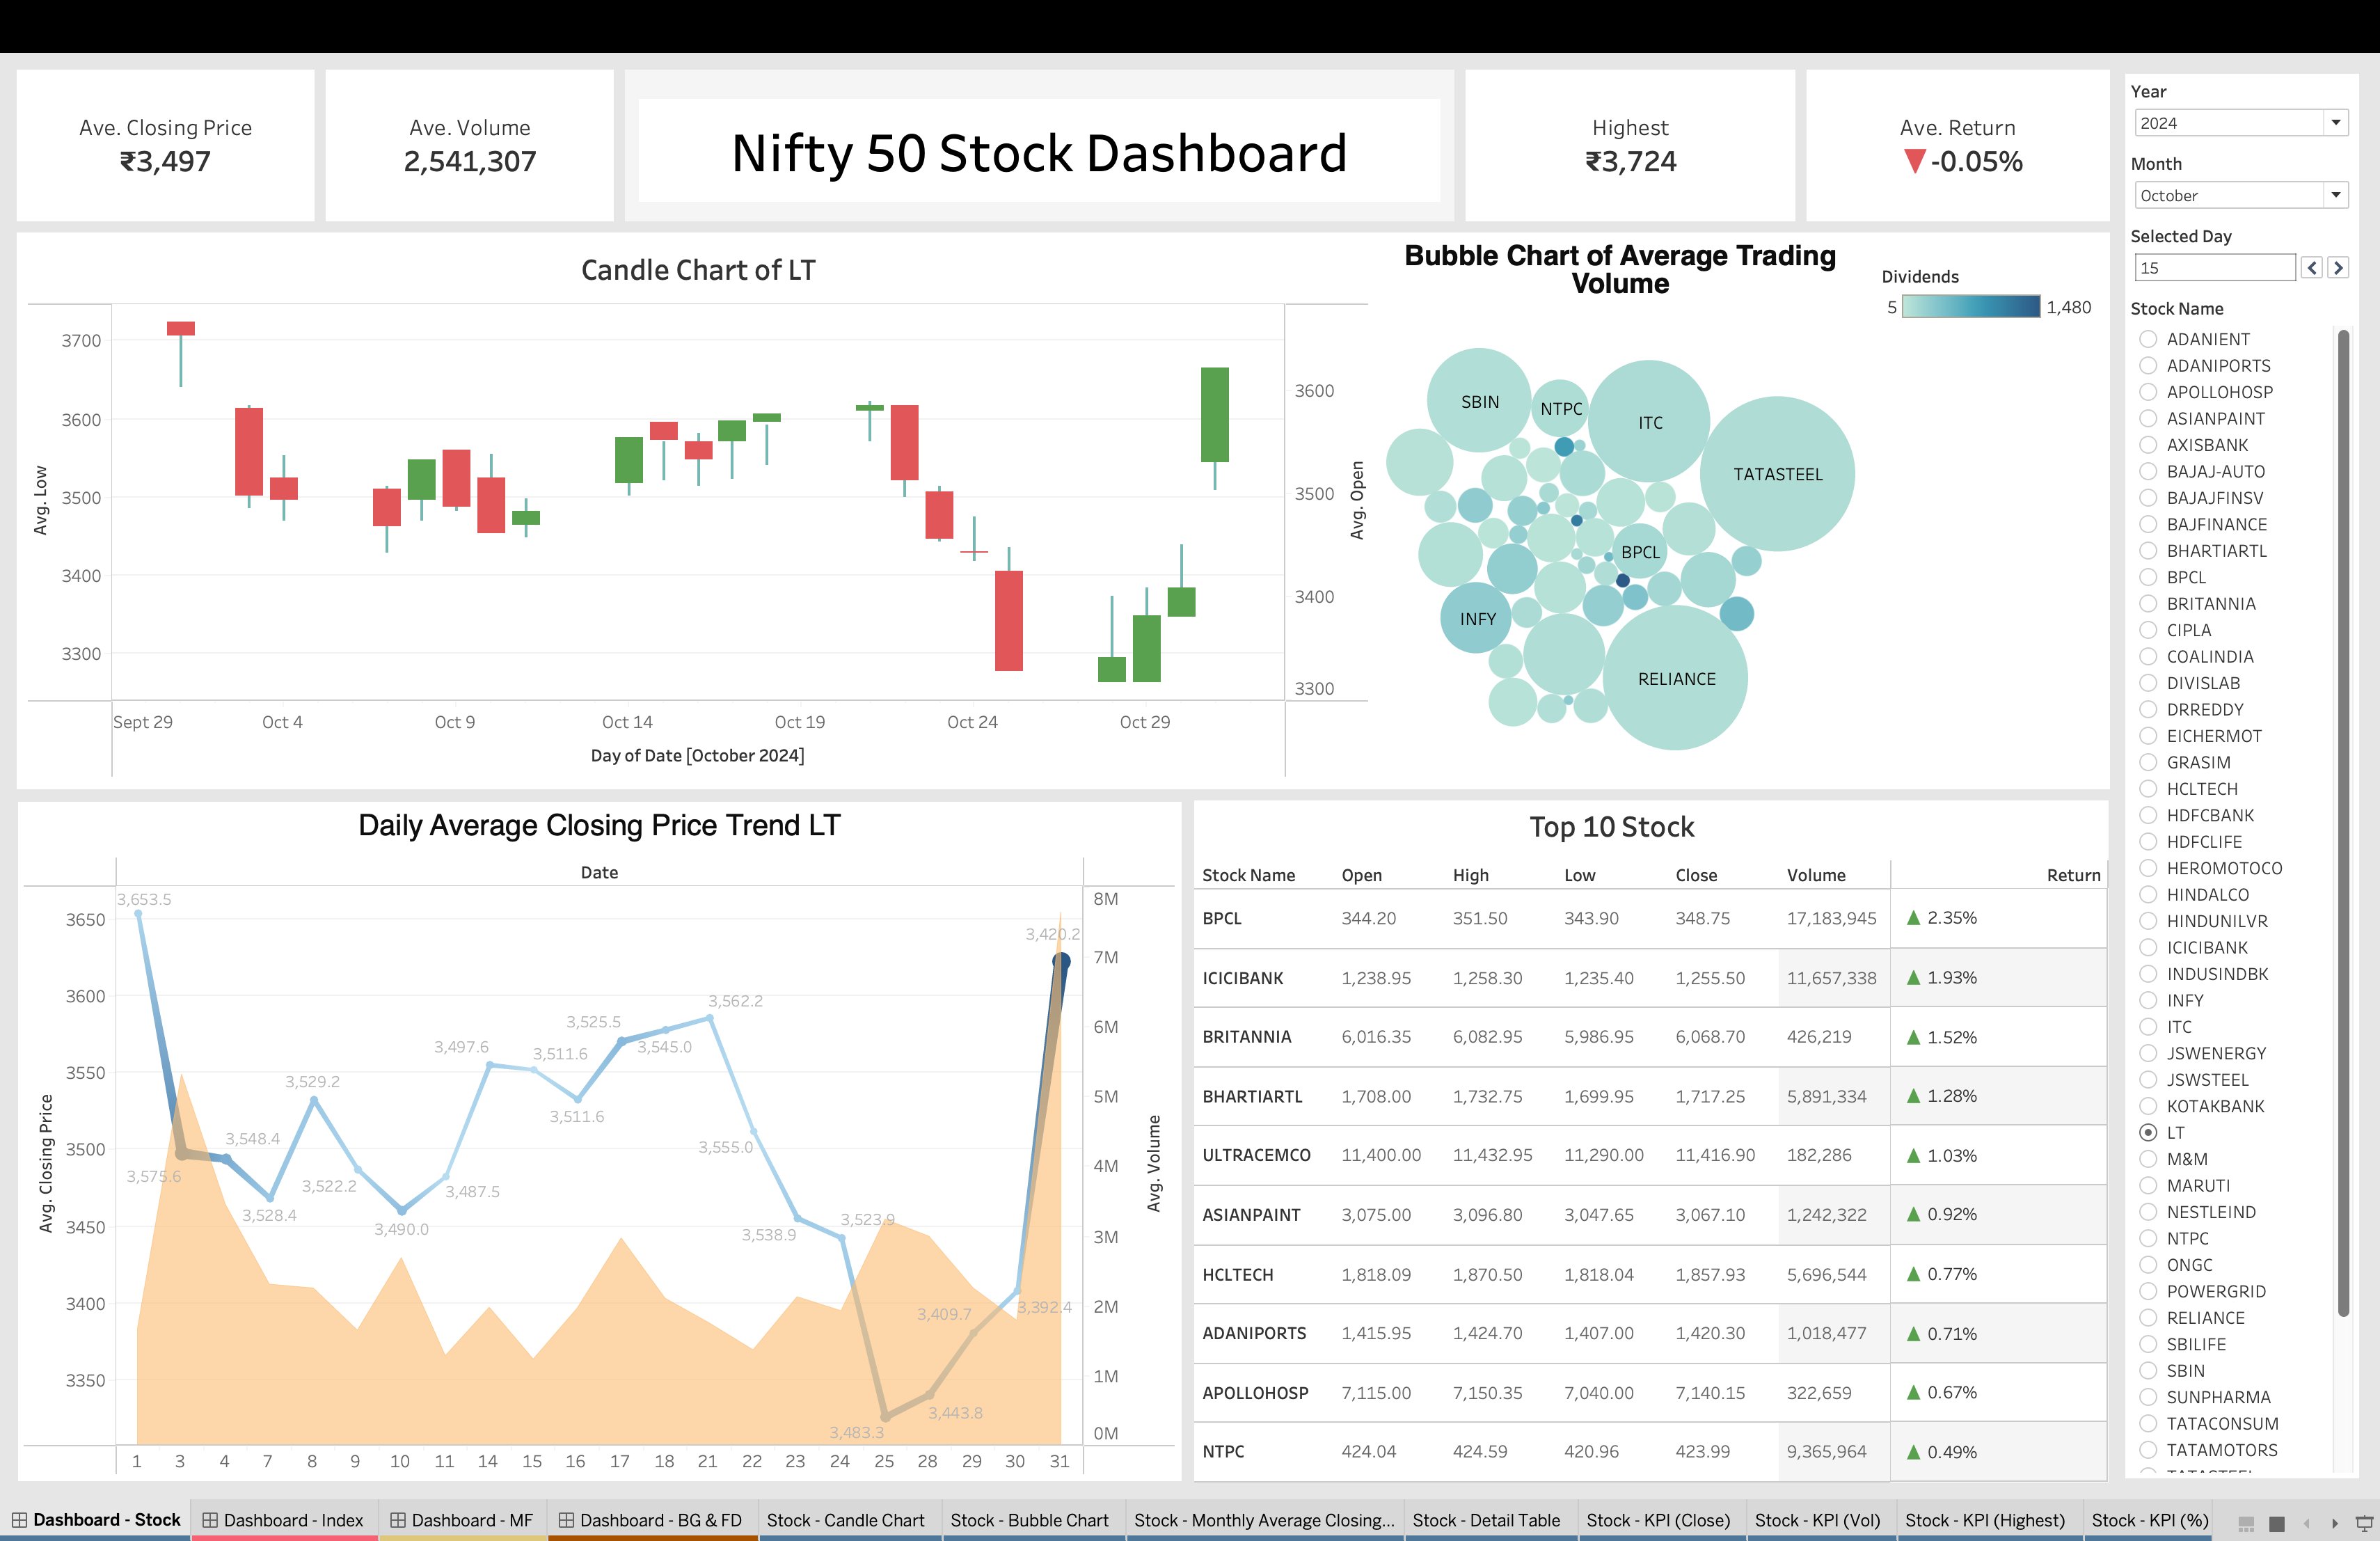 Ave. Closing Price
₹3,497
Ave. Volume
2,541,307
Nifty 50 Stock Dashboard
Highest
₹3,724
Ave. Return
▼-0.05%
Year
2024
Month
October
Selected Day
15
Stock Name
ADANIENT
ADANIPORTS
APOLLOHOSP
ASIANPAINT
AXISBANK
BAJAJ-AUTO
BAJAJFINSV
BAJFINANCE
BHARTIARTL
BPCL
BRITANNIA
CIPLA
COALINDIA
DIVISLAB
DRREDDY
EICHERMOT
GRASIM
HCLTECH
HDFCBANK
HDFCLIFE
HEROMOTOCO
HINDALCO
HINDUNILVR
ICICIBANK
INDUSINDBK
INFY
ITC
JSWENERGY
JSWSTEEL
KOTAKBANK
LT
M&M
MARUTI
NESTLEIND
NTPC
ONGC
POWERGRID
RELIANCE
SBILIFE
SBIN
SUNPHARMA
TATACONSUM
TATAMOTORS
Candle Chart of LT
Avg. Low
3700
3600
3500
3400
3300
3600
3500
3400
3300
Avg. Open
Sept 29 Oct 4 Oct 9 Oct 14 Oct 19 Oct 24 Oct 29
Day of Date [October 2024]
Bubble Chart of Average Trading
Volume
Dividends
5 1,480
SBIN
NTPC
ITC
TATASTEEL
BPCL
INFY
RELIANCE
Daily Average Closing Price Trend LT
Date
Avg. Closing Price
3650
3600
3550
3500
3450
3400
3350
3,653.5
3,575.6
3,548.4
3,528.4
3,529.2
3,522.2
3,490.0
3,487.5
3,497.6
3,511.6
3,511.6
3,525.5
3,545.0
3,562.2
3,555.0
3,538.9
3,523.9
3,483.3
3,443.8
3,409.7
3,392.4
3,420.2
8M
7M
6M
5M
4M
3M
2M
1M
0M
Avg. Volume
1 3 4 7 8 9 10 11 14 15 16 17 18 21 22 23 24 25 28 29 30 31
Top 10 Stock
Stock Name Open High Low Close Volume Return
BPCL 344.20 351.50 343.90 348.75 17,183,945 ▲ 2.35%
ICICIBANK 1,238.95 1,258.30 1,235.40 1,255.50 11,657,338 ▲ 1.93%
BRITANNIA 6,016.35 6,082.95 5,986.95 6,068.70 426,219 ▲ 1.52%
BHARTIARTL 1,708.00 1,732.75 1,699.95 1,717.25 5,891,334 ▲ 1.28%
ULTRACEMCO 11,400.00 11,432.95 11,290.00 11,416.90 182,286 ▲ 1.03%
ASIANPAINT 3,075.00 3,096.80 3,047.65 3,067.10 1,242,322 ▲ 0.92%
HCLTECH 1,818.09 1,870.50 1,818.04 1,857.93 5,696,544 ▲ 0.77%
ADANIPORTS 1,415.95 1,424.70 1,407.00 1,420.30 1,018,477 ▲ 0.71%
APOLLOHOSP 7,115.00 7,150.35 7,040.00 7,140.15 322,659 ▲ 0.67%
NTPC 424.04 424.59 420.96 423.99 9,365,964 ▲ 0.49%
Dashboard - Stock Dashboard - Index Dashboard - MF Dashboard - BG & FD Stock - Candle Chart Stock - Bubble Chart Stock - Monthly Average Closing... Stock - Detail Table Stock - KPI (Close) Stock - KPI (Vol) Stock - KPI (Highest) Stock - KPI (%)